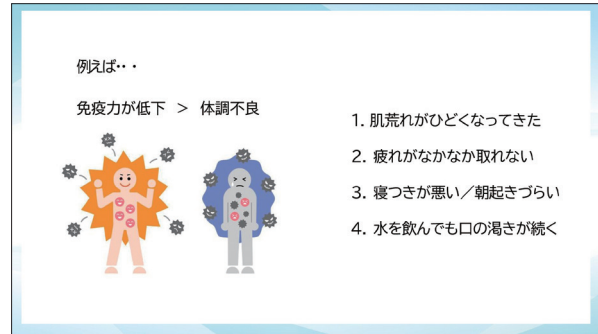 例えば・・
免疫力が低下 > 体調不良
1. 肌荒れがひどくなってきた
2. 疲れがなかなか取れない
3. 寝つきが悪い／朝起きづらい
4. 水を飲んでも口の渇きが続く